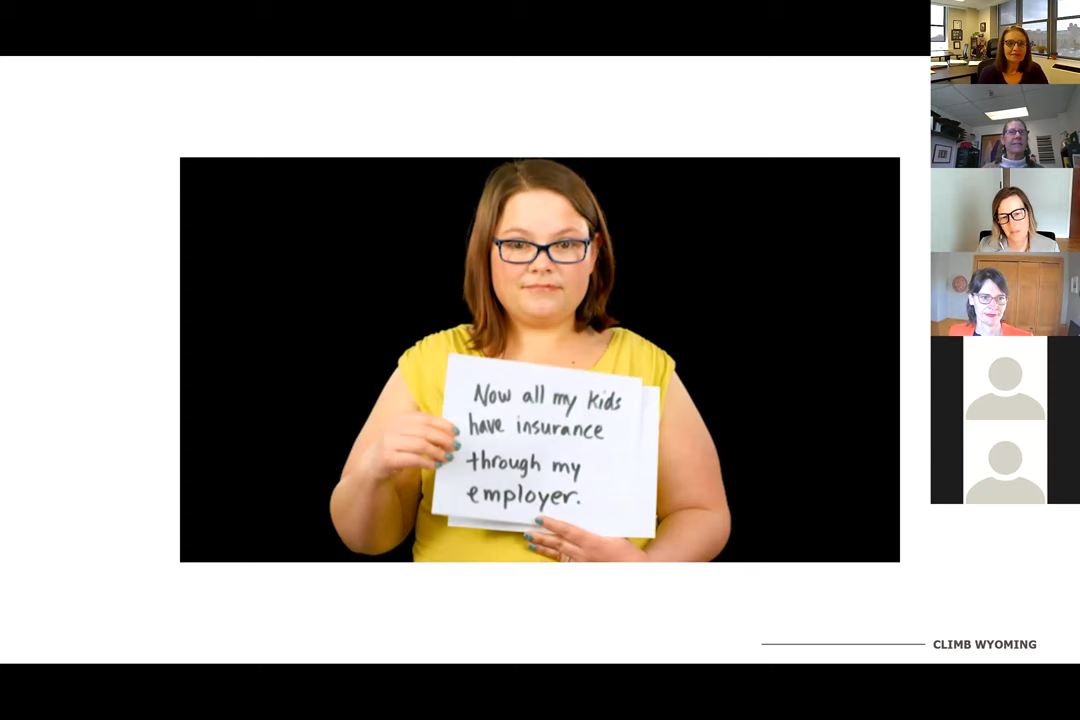 Now all my kids
have insurance
through my
employer.
CLIMB WYOMING